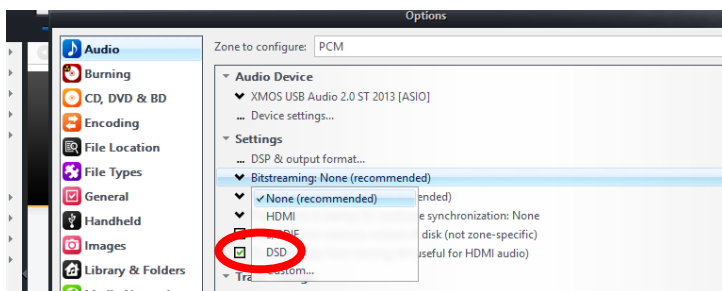 Options
Audio
Burning
CD, DVD & BD
Encoding
File Location
File Types
General
Handheld
Images
Library & Folders
Zone to configure: PCM
Audio Device
XMOS USB Audio 2.0 ST 2013 [ASIO]
... Device settings...
Settings
... DSP & output format...
Bitstreaming: None (recommended)
✓None (recommended) ended)
HDMI e synchronization: None
disk (not zone-specific)
DSD useful for HDMI audio)
Custom...